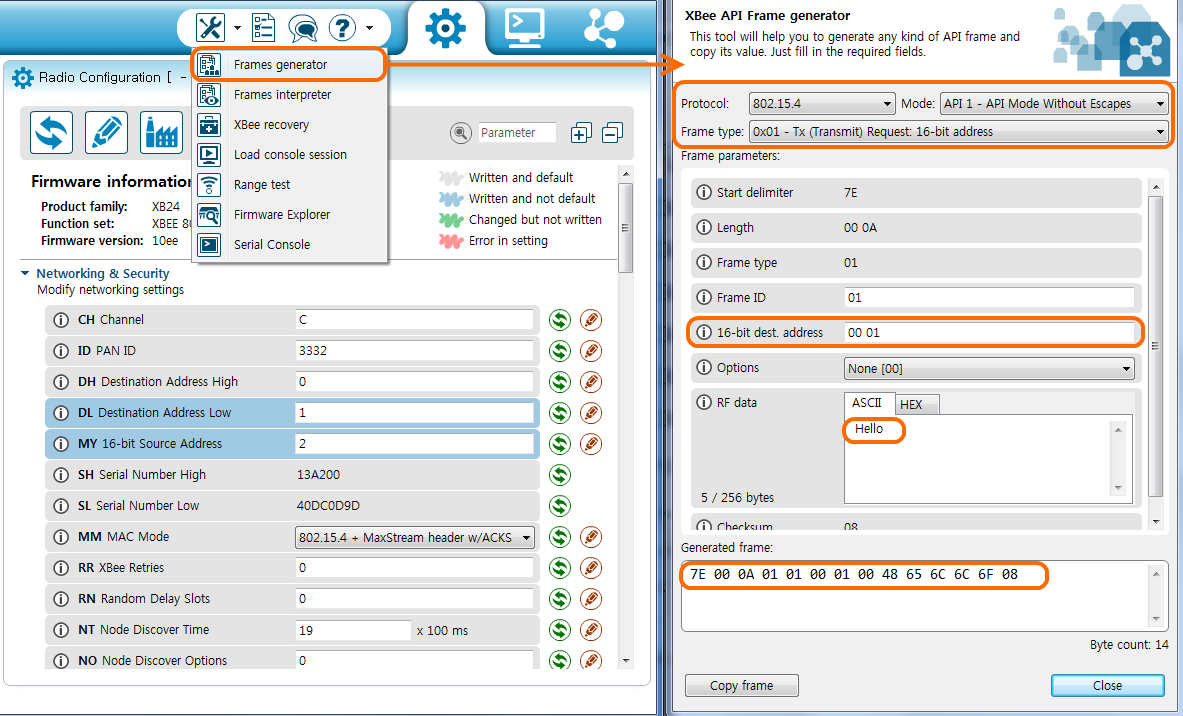 Radio Configuration [ -
Frames generator
Frames interpreter
XBee recovery
Load console session
Range test
Firmware Explorer
Serial Console
Parameter
Firmware information
Product family: XB24
Function set: XBEE 80
Firmware version: 10ee
Written and default
Written and not default
Changed but not written
Error in setting
Networking & Security
Modify networking settings
CH Channel C
ID PAN ID 3332
DH Destination Address High 0
DL Destination Address Low 1
MY 16-bit Source Address 2
SH Serial Number High 13A200
SL Serial Number Low 40DC0D9D
MM MAC Mode 802.15.4 + MaxStream header w/ACKS
RR XBee Retries 0
RN Random Delay Slots 0
NT Node Discover Time 19 x 100 ms
NO Node Discover Options 0
XBee API Frame generator
This tool will help you to generate any kind of API frame and
copy its value. Just fill in the required fields.
Protocol: 802.15.4 Mode: API 1 - API Mode Without Escapes
Frame type: 0x01 - Tx (Transmit) Request: 16-bit address
Frame parameters:
Start delimiter 7E
Length 00 0A
Frame type 01
Frame ID 01
16-bit dest. address 00 01
Options None [00]
RF data ASCII HEX
Hello
5 / 256 bytes
Checksum 08
Generated frame:
7E 00 0A 01 01 00 01 00 48 65 6C 6C 6F 08
Byte count: 14
Copy frame Close